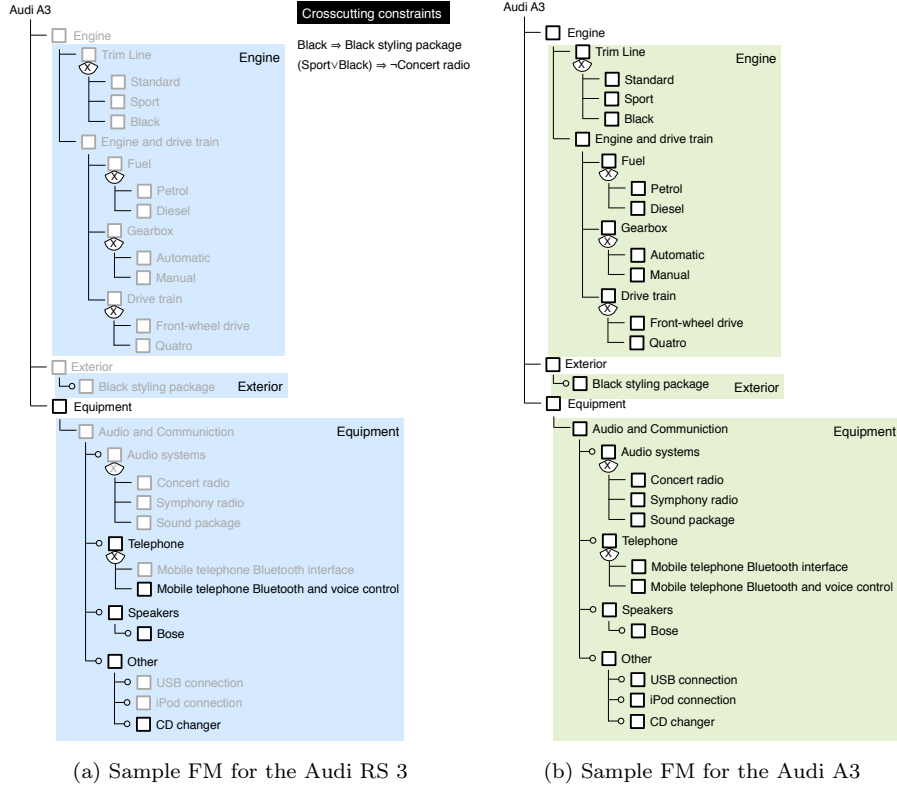 Audi A3
Crosscutting constraints
Black ⇒ Black styling package
(Sport∨Black) ⇒ ¬Concert radio
Engine
Engine
Trim Line
X
Standard
Sport
Black
Engine and drive train
Fuel
X
Petrol
Diesel
Gearbox
X
Automatic
Manual
Drive train
X
Front-wheel drive
Quatro
Exterior
Black styling package
Exterior
Equipment
Equipment
Audio and Communiction
Audio systems
X
Concert radio
Symphony radio
Sound package
Telephone
X
Mobile telephone Bluetooth interface
Mobile telephone Bluetooth and voice control
Speakers
Bose
Other
USB connection
iPod connection
CD changer
(a) Sample FM for the Audi RS 3
Audi A3
Engine
Trim Line
Engine
X
Standard
Sport
Black
Engine and drive train
Fuel
X
Petrol
Diesel
Gearbox
X
Automatic
Manual
Drive train
X
Front-wheel drive
Quatro
Exterior
Black styling package
Exterior
Equipment
Audio and Communiction
Equipment
Audio systems
X
Concert radio
Symphony radio
Sound package
Telephone
X
Mobile telephone Bluetooth interface
Mobile telephone Bluetooth and voice control
Speakers
Bose
Other
USB connection
iPod connection
CD changer
(b) Sample FM for the Audi A3